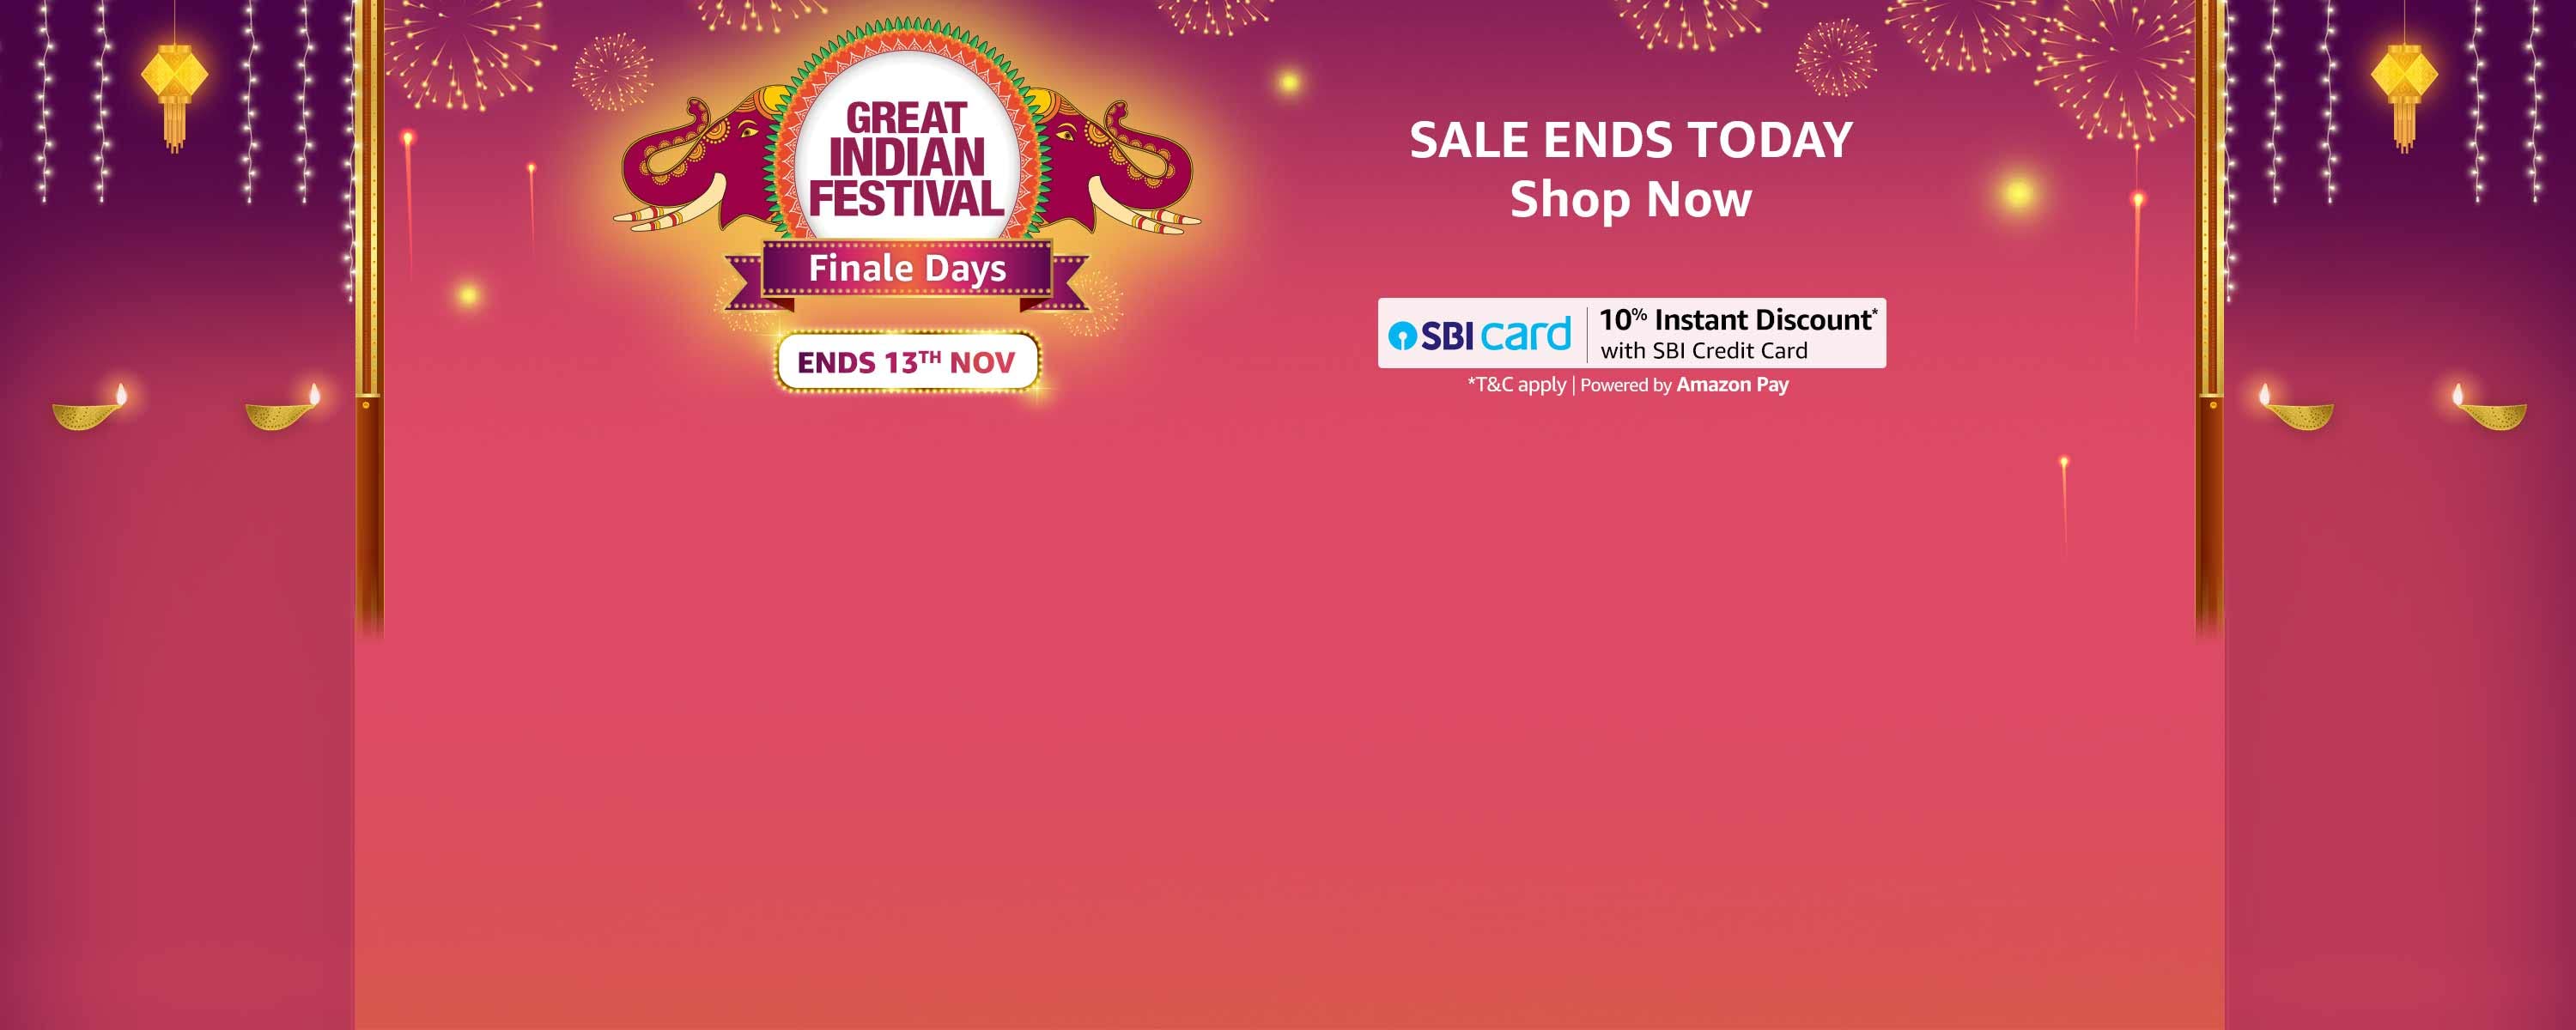 GREAT
INDIAN
FESTIVAL
Finale Days
ENDS 13TH NOV
SALE ENDS TODAY
Shop Now
SBI card
10% Instant Discount*
with SBI Credit Card
*T&C apply | Powered by Amazon Pay